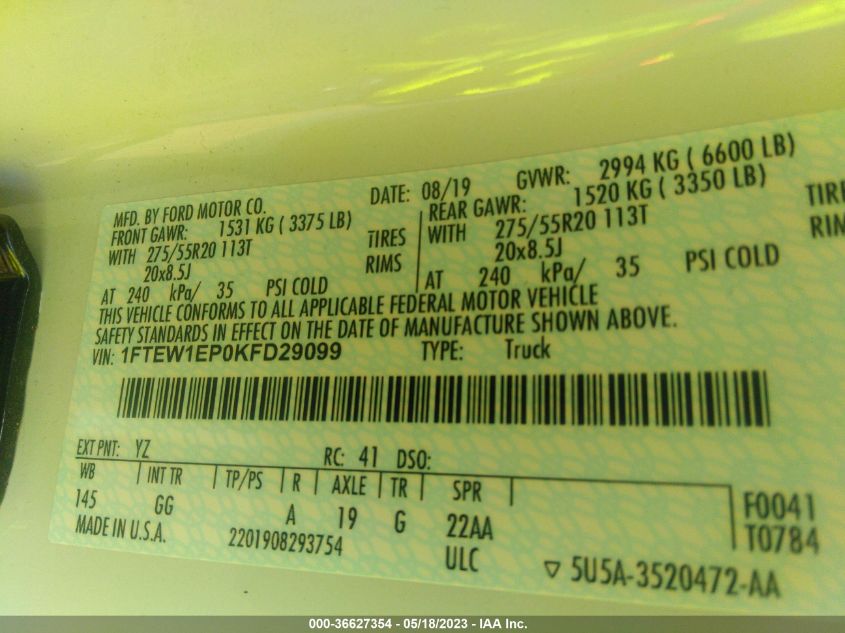 MFD. BY FORD MOTOR CO. DATE: 08/19 GVWR: 2994 KG ( 6600 LB)
FRONT GAWR: 1531 KG ( 3375 LB) REAR GAWR: 1520 KG ( 3350 LB)
WITH 275/55R20 113T TIRES WITH 275/55R20 113T TIRE
20x8.5J RIMS 20x8.5J RIM
AT 240 kPa/ 35 PSI COLD AT 240 kPa/ 35 PSI COLD
THIS VEHICLE CONFORMS TO ALL APPLICABLE FEDERAL MOTOR VEHICLE
SAFETY STANDARDS IN EFFECT ON THE DATE OF MANUFACTURE SHOWN ABOVE.
VIN: 1FTEW1EP0KFD29099 TYPE: Truck
EXT PNT: YZ RC: 41 DSO:
WB INT TR TP/PS R AXLE TR SPR
145 GG A 19 G 22AA F0041
MADE IN U.S.A. 2201908293754 ULC T0784
▽ 5U5A-3520472-AA
000-36627354 - 05/18/2023 - IAA Inc.